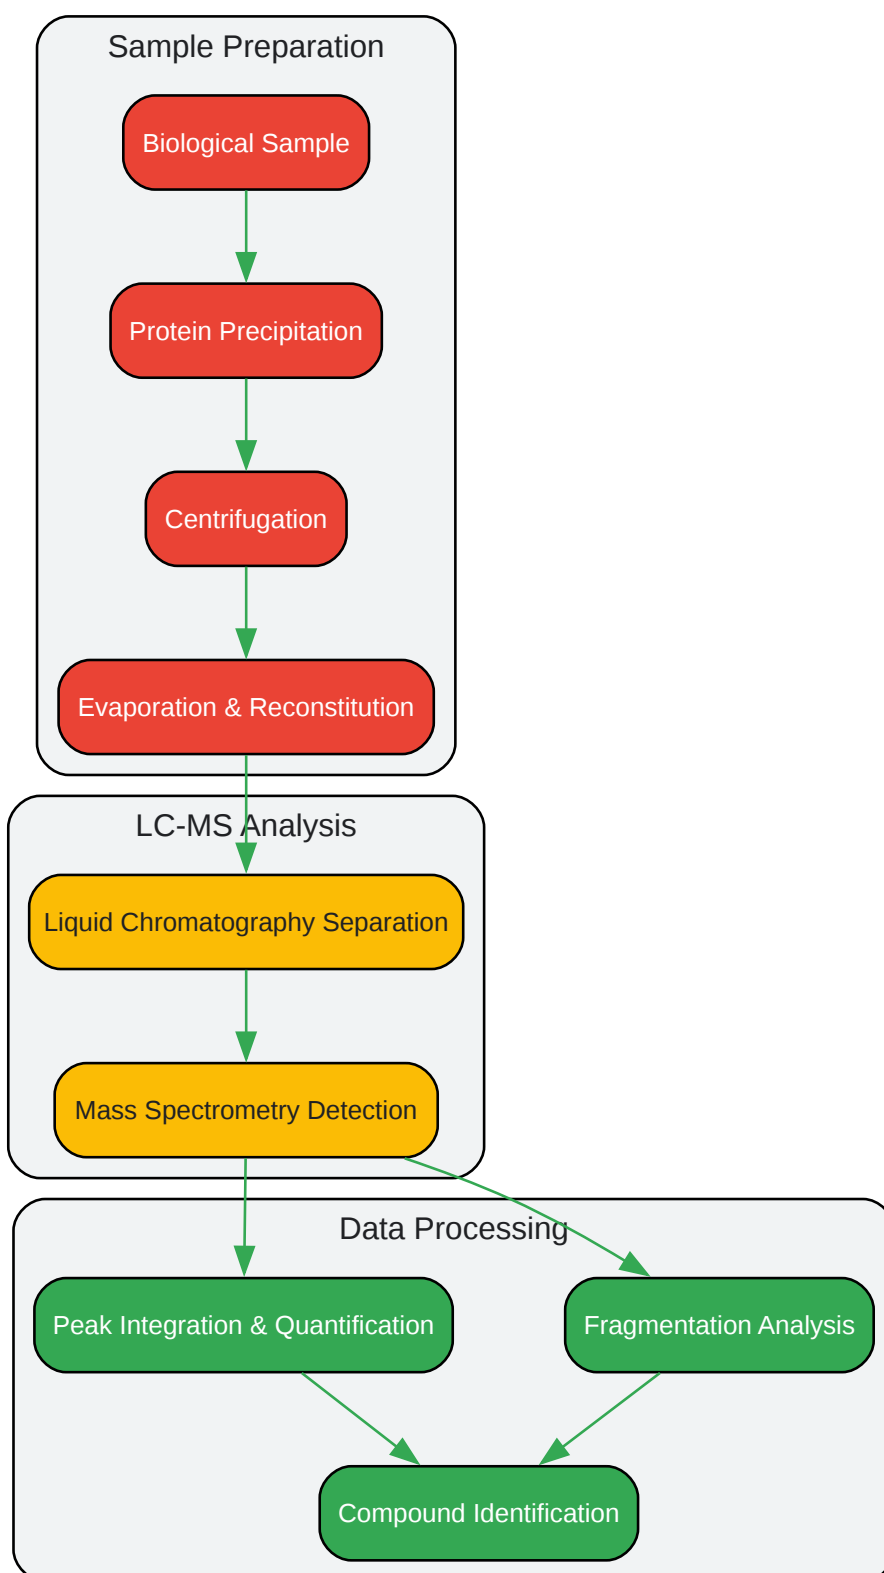 Sample Preparation
Biological Sample
Protein Precipitation
Centrifugation
Evaporation & Reconstitution
LC-MS Analysis
Liquid Chromatography Separation
Mass Spectrometry Detection
Data Processing
Peak Integration & Quantification
Fragmentation Analysis
Compound Identification